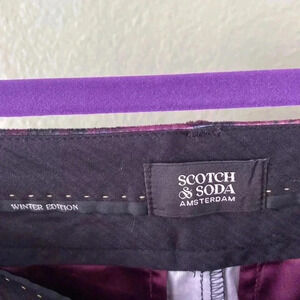 SCOTCH
& SODA
AMSTERDAM
WINTER EDITION